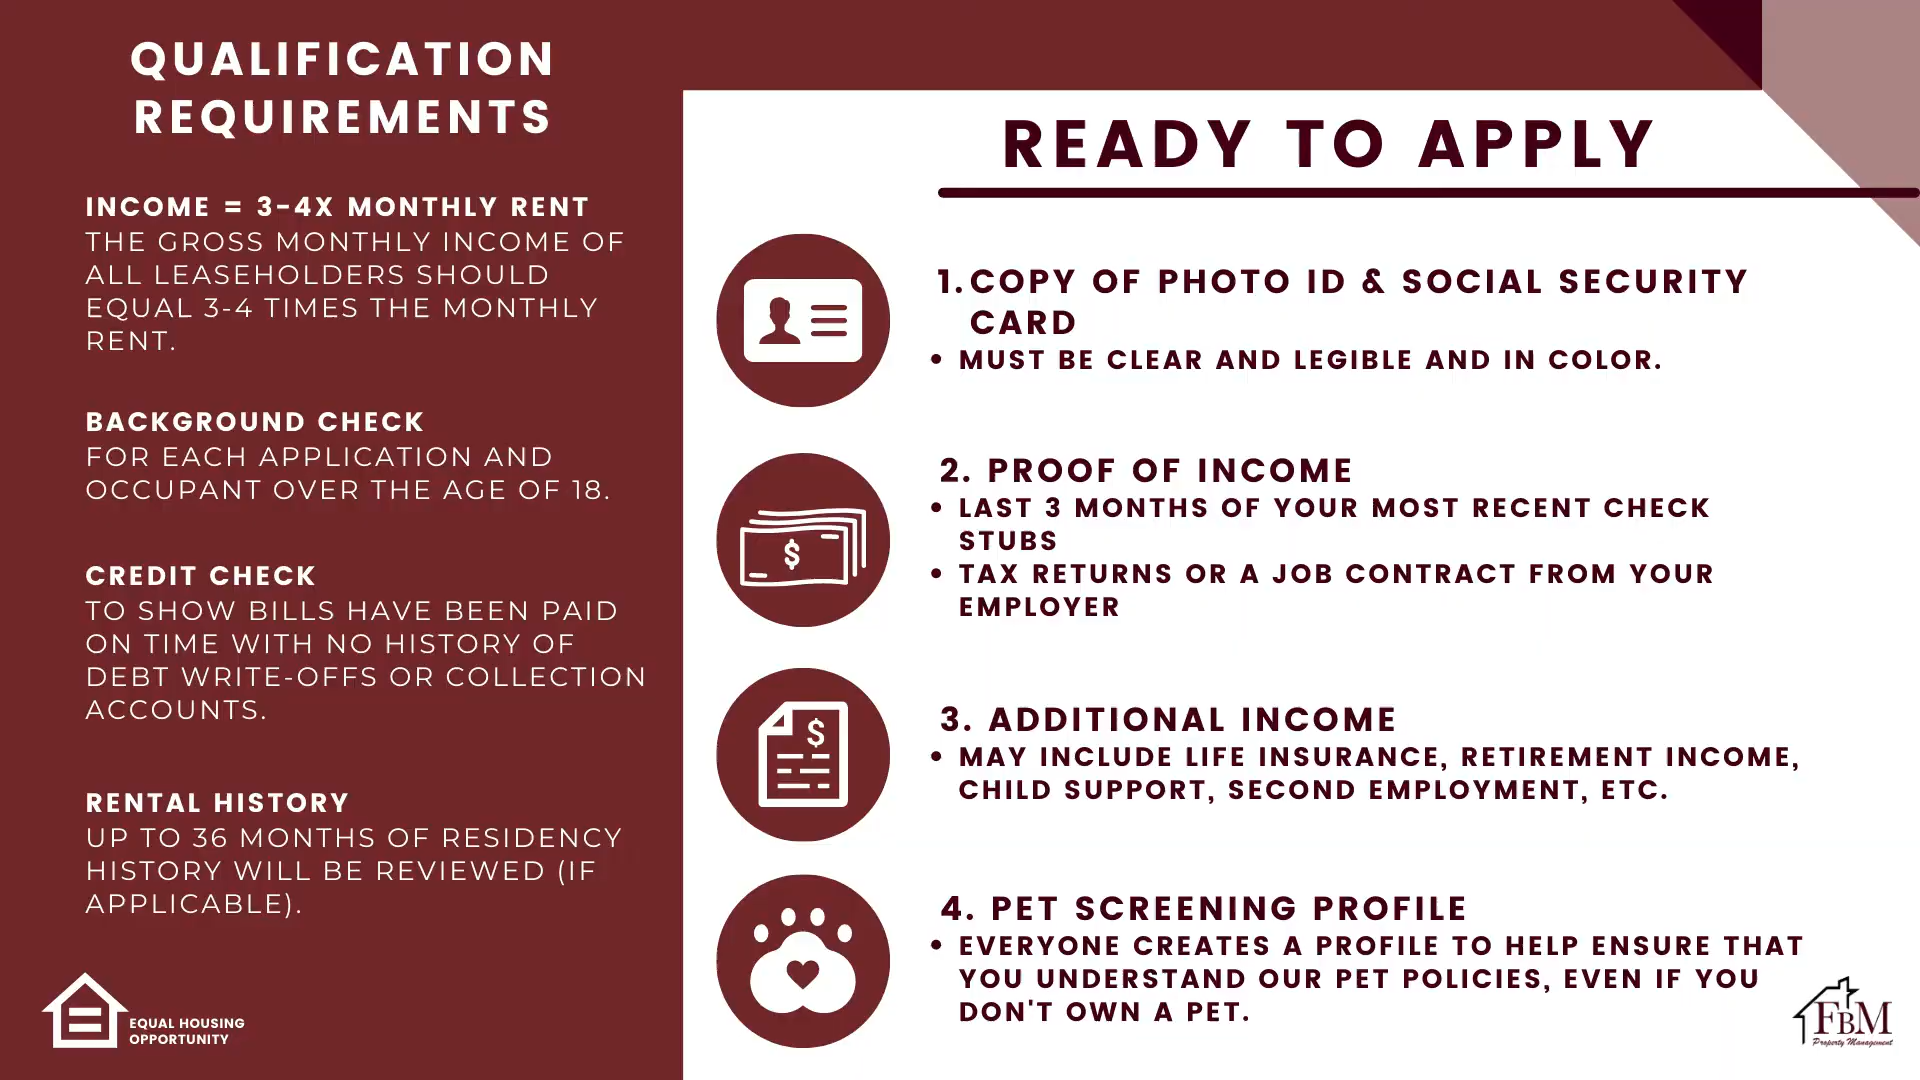 QUALIFICATION
REQUIREMENTS
INCOME = 3-4X MONTHLY RENT
THE GROSS MONTHLY INCOME OF
ALL LEASEHOLDERS SHOULD
EQUAL 3-4 TIMES THE MONTHLY
RENT.
BACKGROUND CHECK
FOR EACH APPLICATION AND
OCCUPANT OVER THE AGE OF 18.
CREDIT CHECK
TO SHOW BILLS HAVE BEEN PAID
ON TIME WITH NO HISTORY OF
DEBT WRITE-OFFS OR COLLECTION
ACCOUNTS.
RENTAL HISTORY
UP TO 36 MONTHS OF RESIDENCY
HISTORY WILL BE REVIEWED (IF
APPLICABLE).
EQUAL HOUSING
OPPORTUNITY
READY TO APPLY
1. COPY OF PHOTO ID & SOCIAL SECURITY
CARD
• MUST BE CLEAR AND LEGIBLE AND IN COLOR.
$
2. PROOF OF INCOME
• LAST 3 MONTHS OF YOUR MOST RECENT CHECK
STUBS
• TAX RETURNS OR A JOB CONTRACT FROM YOUR
EMPLOYER
$
3. ADDITIONAL INCOME
• MAY INCLUDE LIFE INSURANCE, RETIREMENT INCOME,
CHILD SUPPORT, SECOND EMPLOYMENT, ETC.
4. PET SCREENING PROFILE
• EVERYONE CREATES A PROFILE TO HELP ENSURE THAT
YOU UNDERSTAND OUR PET POLICIES, EVEN IF YOU
DON'T OWN A PET.
FBM
Property Management